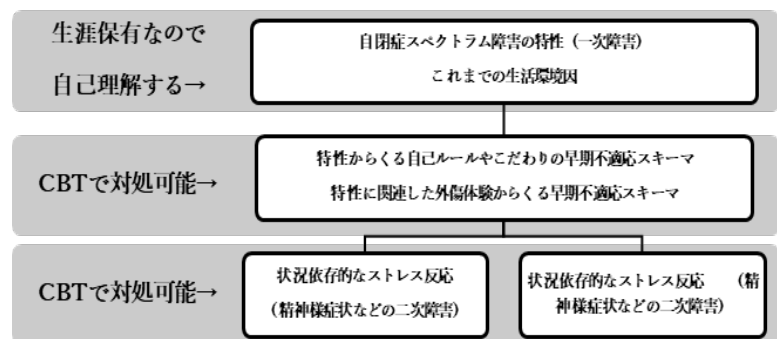 生涯保有なので
自己理解する→
自閉症スペクトラム障害の特性（一次障害）
これまでの生活環境因
CBTで対処可能→
特性からくる自己ルールやこだわりの早期不適応スキーマ
特性に関連した外傷体験からくる早期不適応スキーマ
CBTで対処可能→
状況依存的なストレス反応
（精神様症状などの二次障害）
状況依存的なストレス反応　　（精
神様症状などの二次障害）